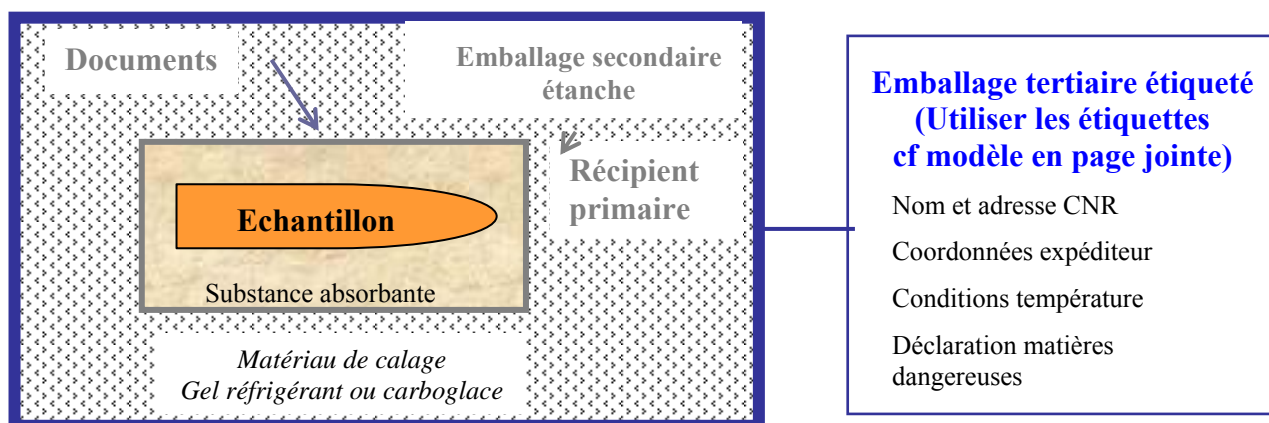 Documents
Emballage secondaire
étanche
Récipient
primaire
Echantillon
Substance absorbante
Matériau de calage
Gel réfrigérant ou carboglace
Emballage tertiaire étiqueté
(Utiliser les étiquettes
cf modèle en page jointe)
Nom et adresse CNR
Coordonnées expéditeur
Conditions température
Déclaration matières
dangereuses